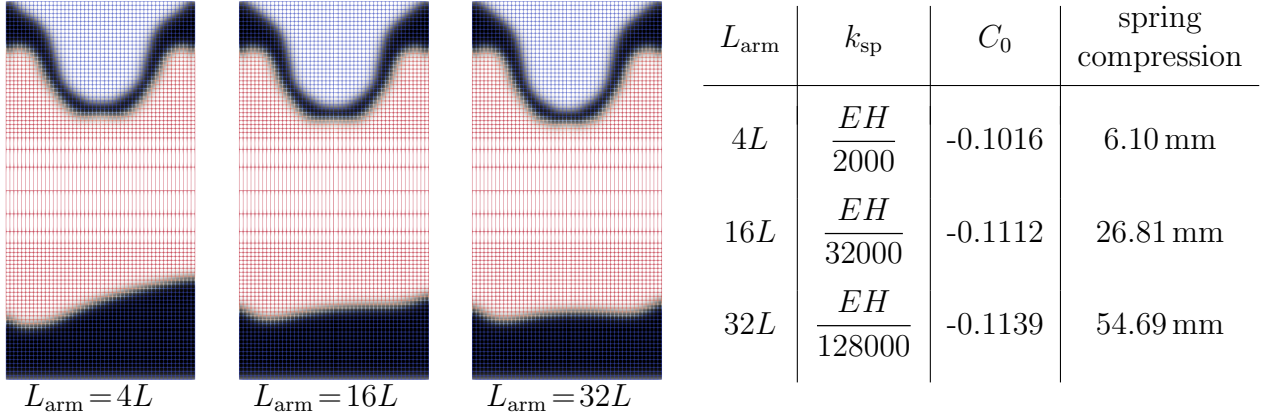 L_arm = 4L
L_arm = 16L
L_arm = 32L
L_arm k_sp C_0 spring compression
4L EH/2000 -0.1016 6.10 mm
16L EH/32000 -0.1112 26.81 mm
32L EH/128000 -0.1139 54.69 mm